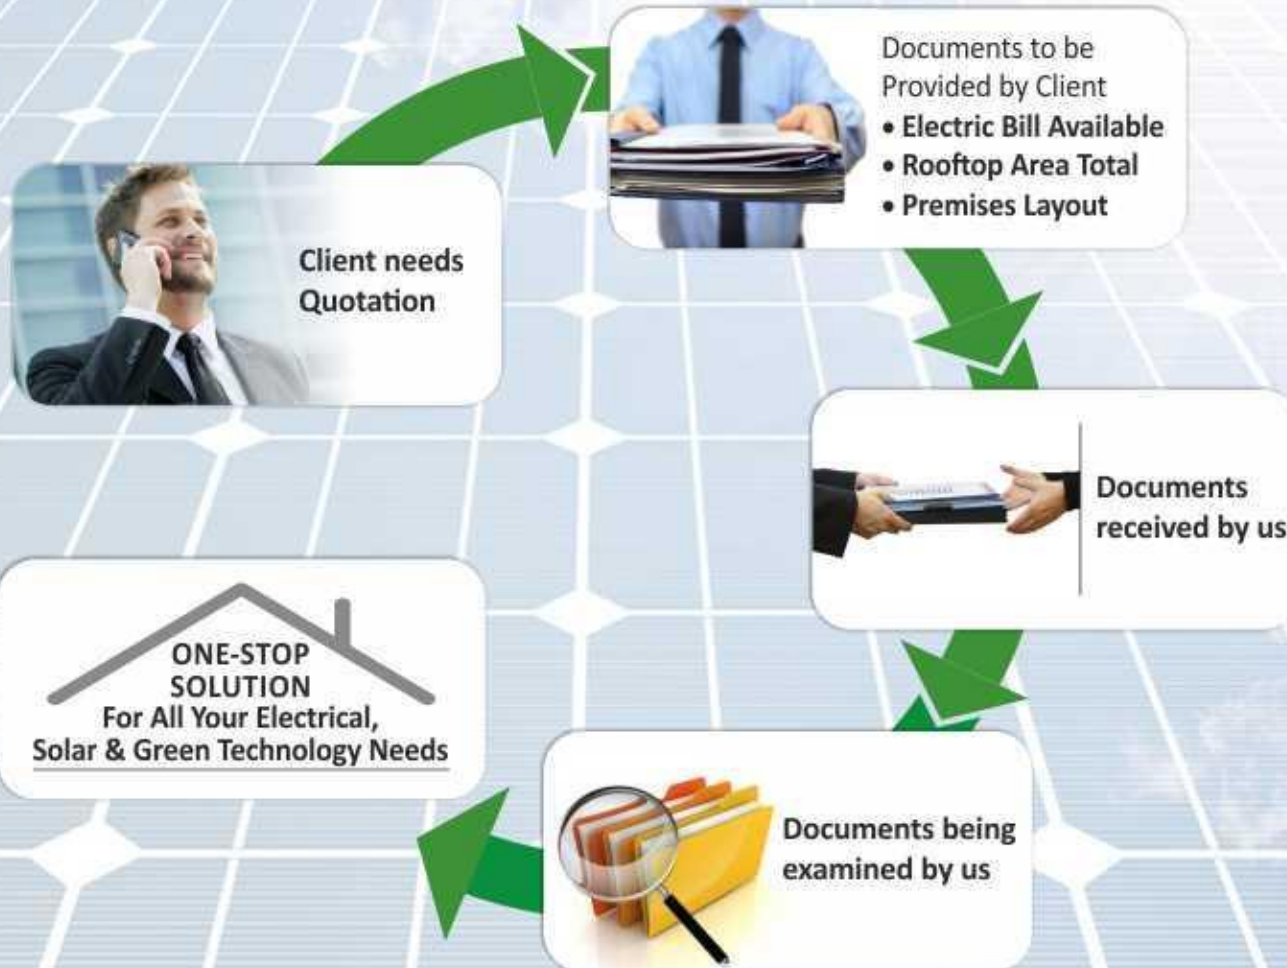 Client needs
Quotation
Documents to be
Provided by Client
• Electric Bill Available
• Rooftop Area Total
• Premises Layout
Documents
received by us
Documents being
examined by us
ONE-STOP
SOLUTION
For All Your Electrical,
Solar & Green Technology Needs